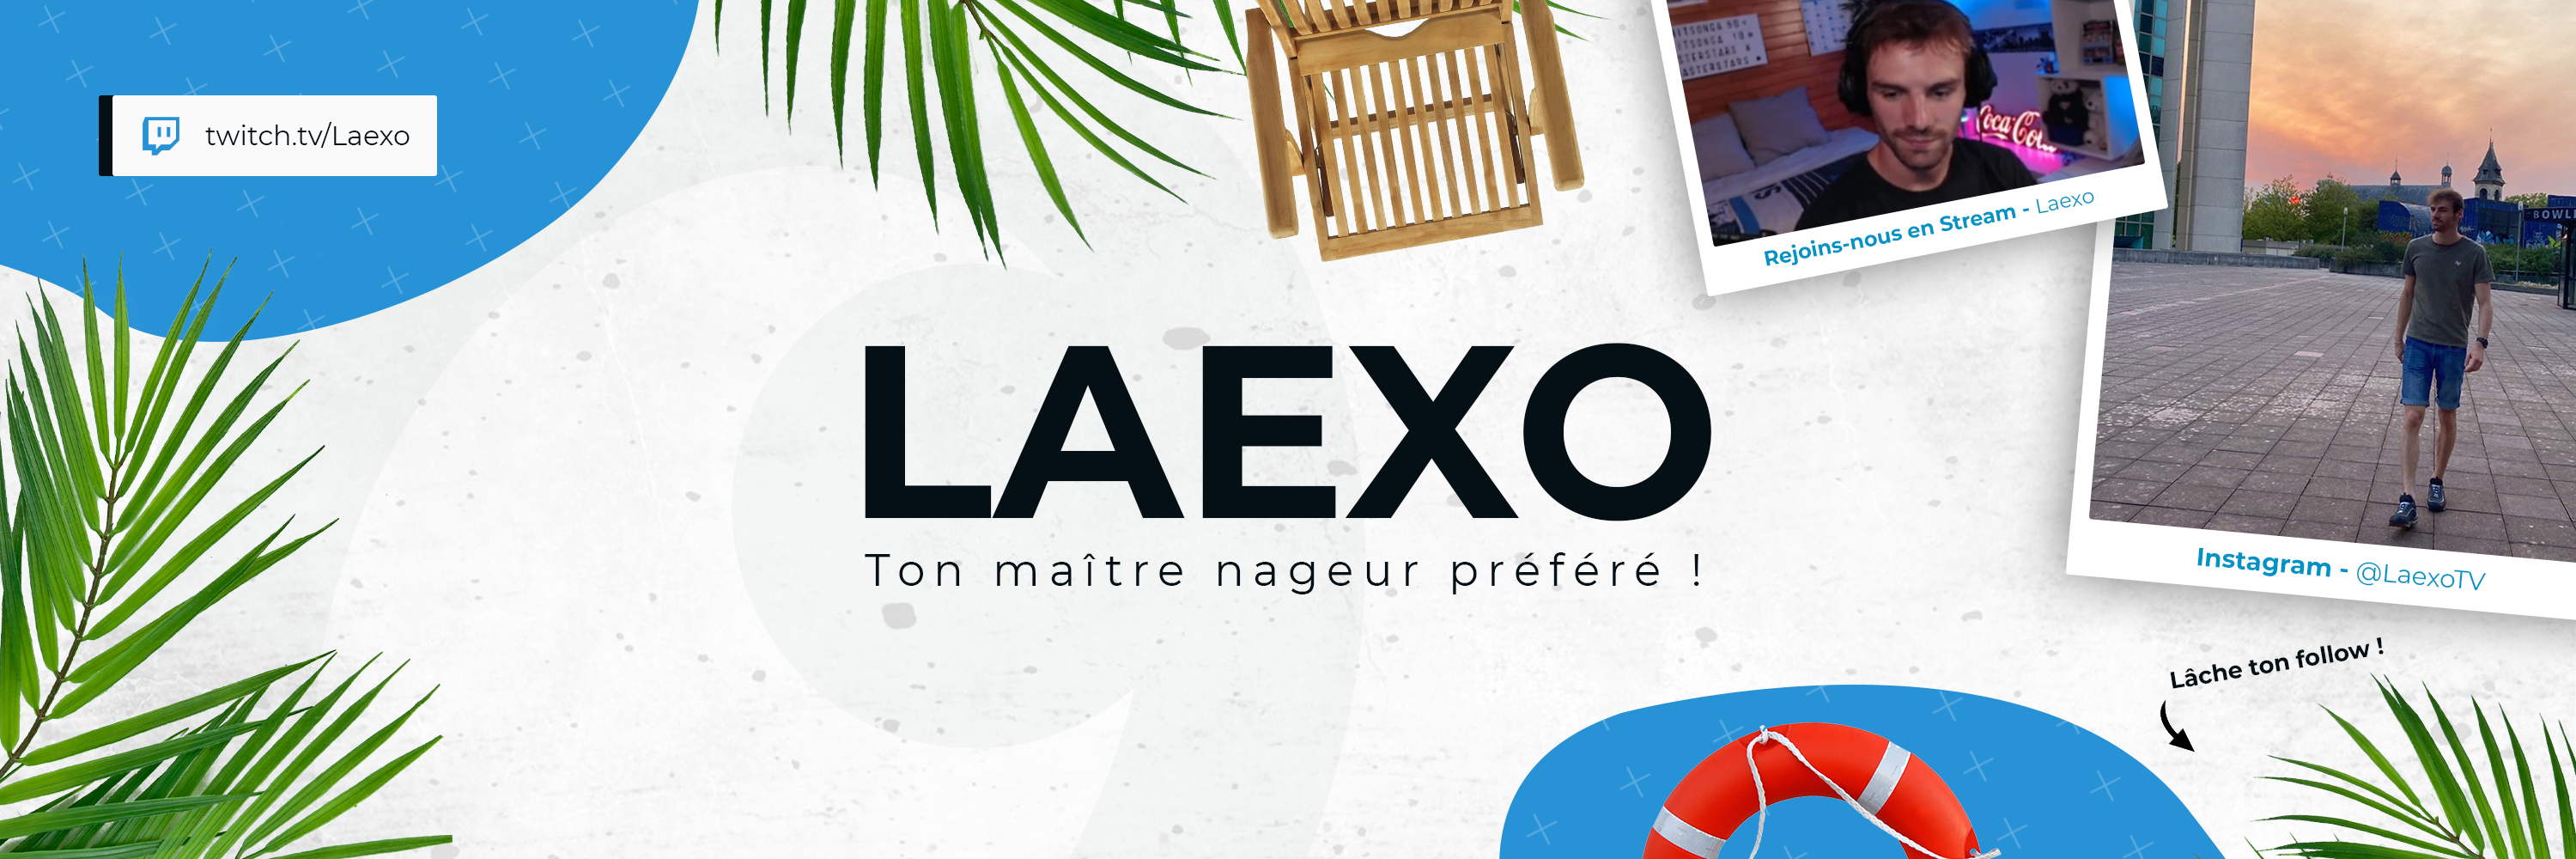 twitch.tv/Laexo
Rejoins-nous en Stream - Laexo
LAEXO
Ton maître nageur préféré !
Instagram - @LaexoTV
Lâche ton follow !